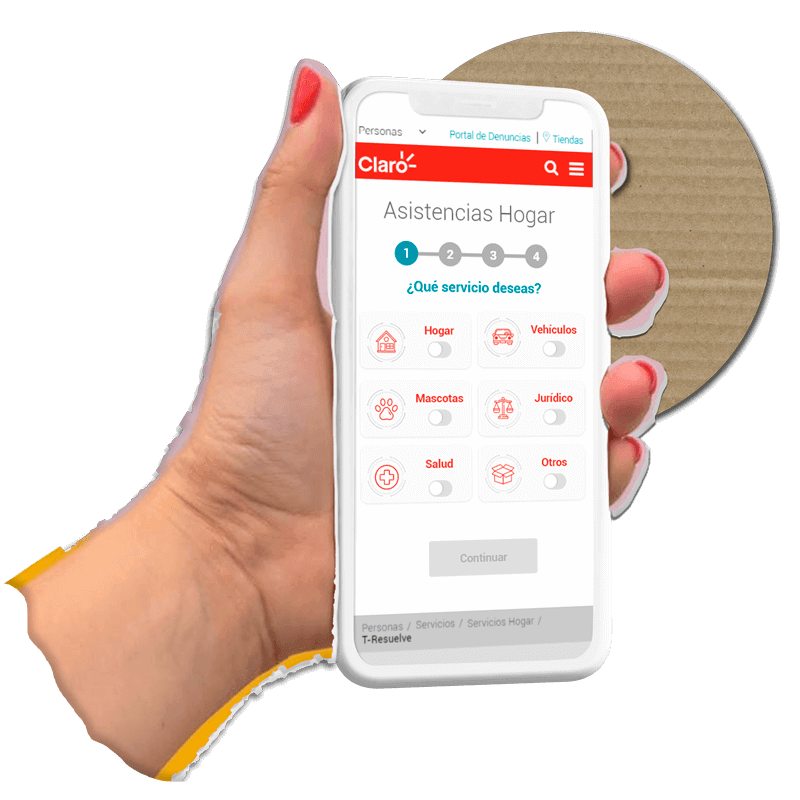 Personas
Portal de Denuncias | Tiendas
Claro
Asistencias Hogar
1 2 3 4
¿Qué servicio deseas?
Hogar
Vehículos
Mascotas
Jurídico
Salud
Otros
Continuar
Personas / Servicios / Servicios Hogar /
T-Resuelve